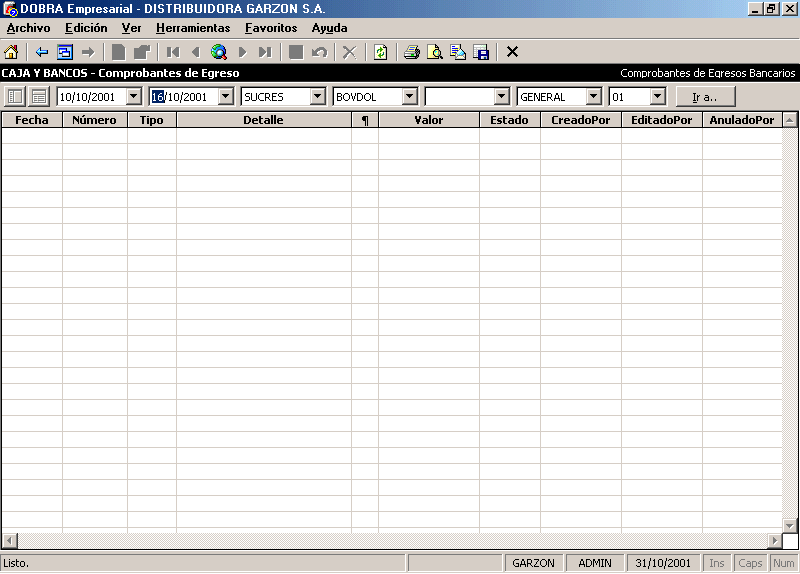 DOBRA Empresarial - DISTRIBUIDORA GARZON S.A.
Archivo Edición Ver Herramientas Favoritos Ayuda
CAJA Y BANCOS - Comprobantes de Egreso Comprobantes de Egresos Bancarios
10/10/2001 16/10/2001 SUCRES BOVDOL GENERAL 01 Ir a..
Fecha Número Tipo Detalle ¶ Valor Estado CreadoPor EditadoPor AnuladoPor
Listo. GARZON ADMIN 31/10/2001 Ins Caps Num